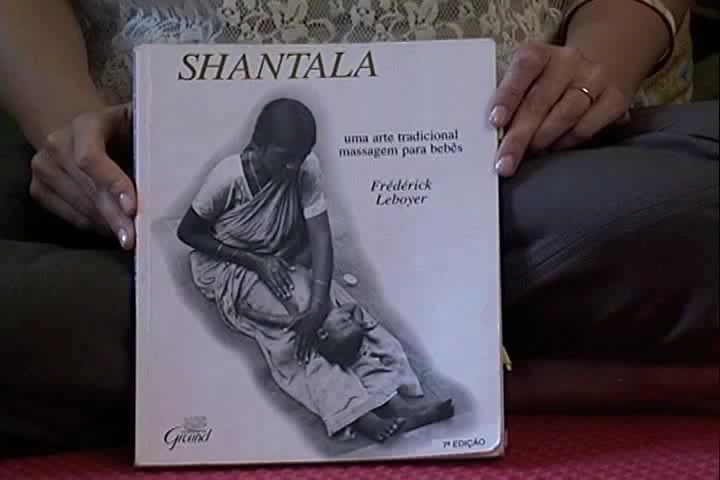 SHANTALA
uma arte tradicional
massagem para bebês
Frédérick
Leboyer
Ground
7ª EDIÇÃO